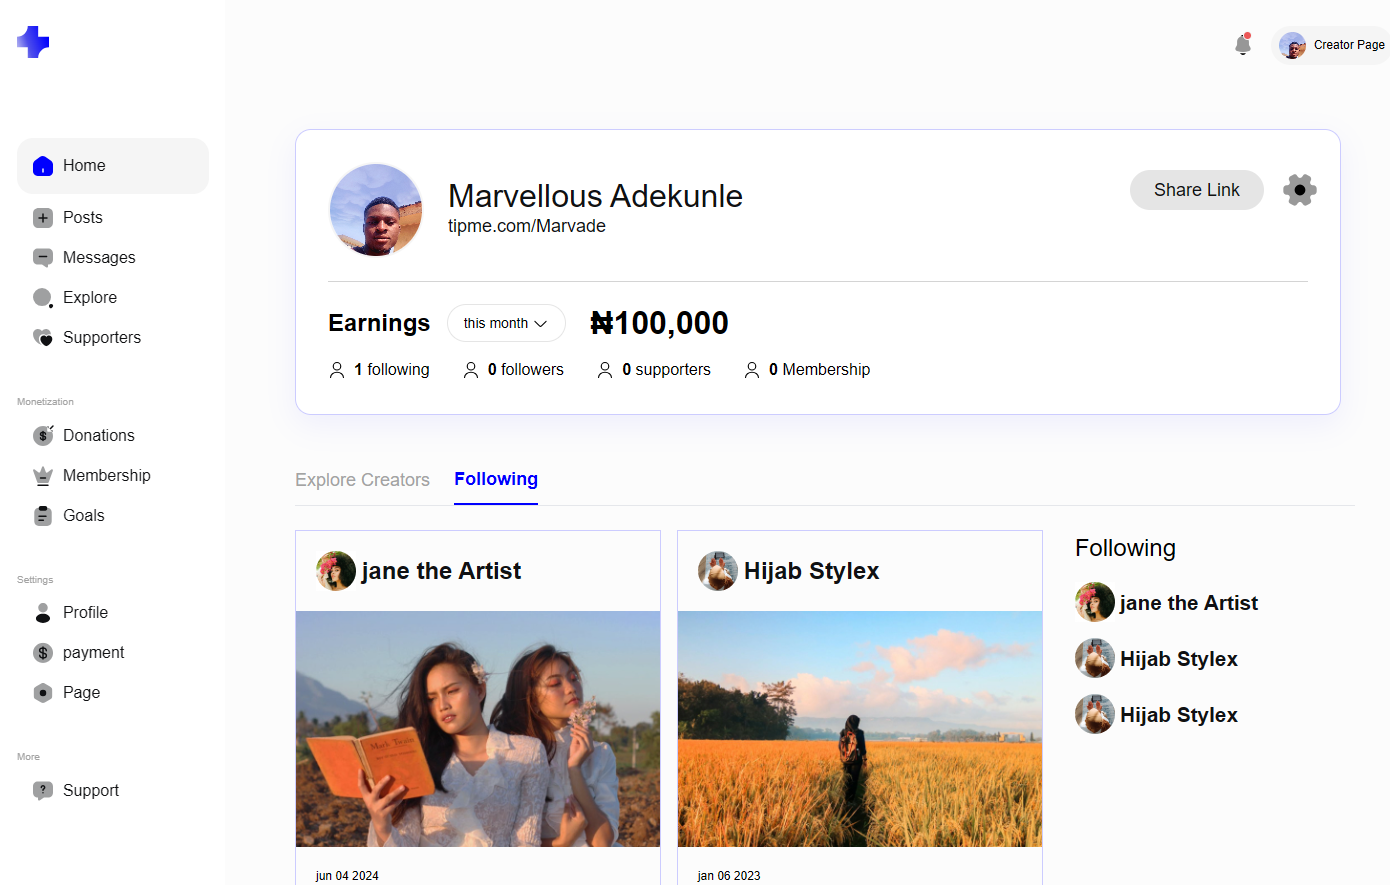 Creator Page
Home
Posts
Messages
Explore
Supporters
Monetization
Donations
Membership
Goals
Settings
Profile
payment
Page
More
Support
Marvellous Adekunle
tipme.com/Marvade
Share Link
Earnings this month ₦100,000
1 following 0 followers 0 supporters 0 Membership
Explore Creators Following
jane the Artist
Mark Twain
jun 04 2024
Hijab Stylex
jan 06 2023
Following
jane the Artist
Hijab Stylex
Hijab Stylex